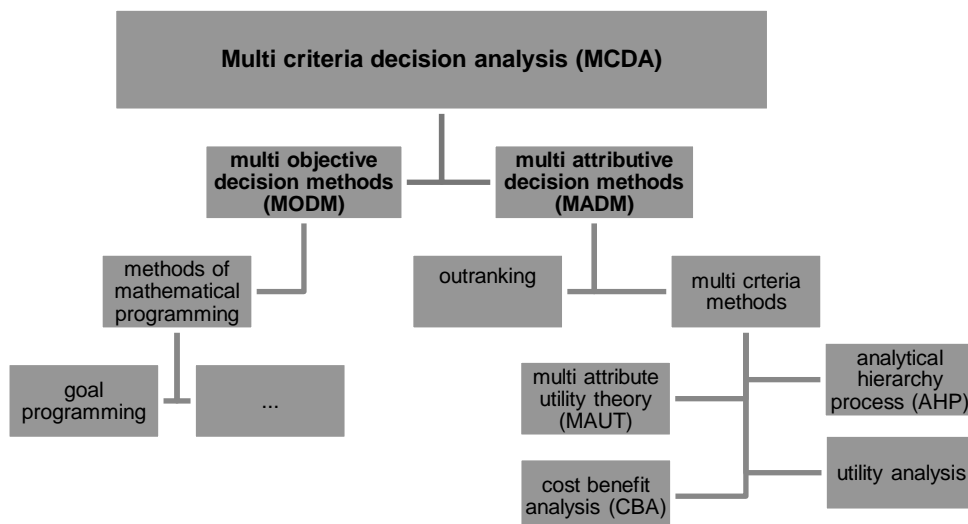 Multi criteria decision analysis (MCDA)
multi objective
decision methods
(MODM)
multi attributive
decision methods
(MADM)
methods of
mathematical
programming
outranking
multi crteria
methods
goal
programming
...
multi attribute
utility theory
(MAUT)
analytical
hierarchy
process (AHP)
cost benefit
analysis (CBA)
utility analysis